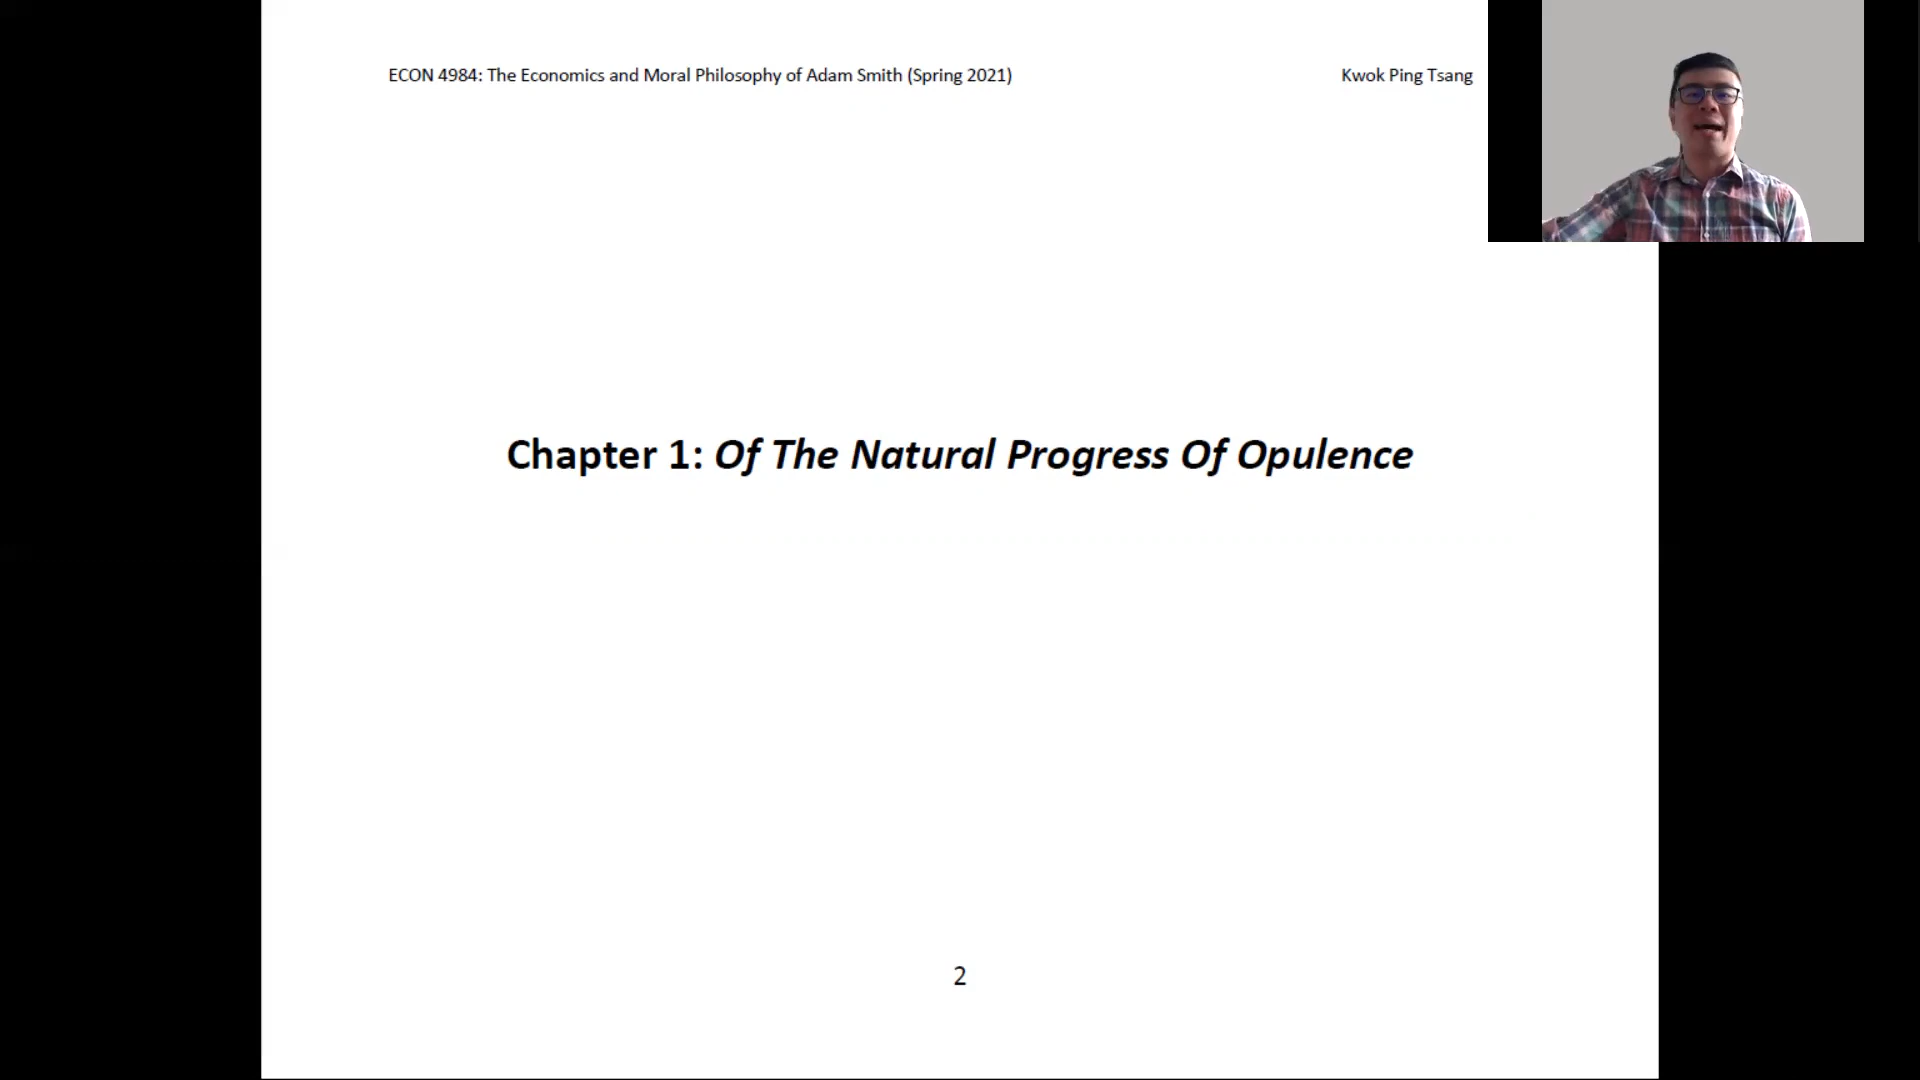 ECON 4984: The Economics and Moral Philosophy of Adam Smith (Spring 2021) Kwok Ping Tsang
Chapter 1: Of The Natural Progress Of Opulence
2